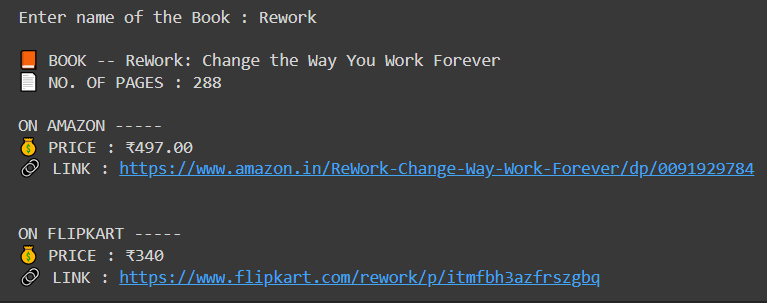 Enter name of the Book : Rework
📙 BOOK -- ReWork: Change the Way You Work Forever
📄 NO. OF PAGES : 288
ON AMAZON -----
💰 PRICE : ₹497.00
🔗 LINK : https://www.amazon.in/ReWork-Change-Way-Work-Forever/dp/0091929784
ON FLIPKART -----
💰 PRICE : ₹340
🔗 LINK : https://www.flipkart.com/rework/p/itmfbh3azfrszgbq